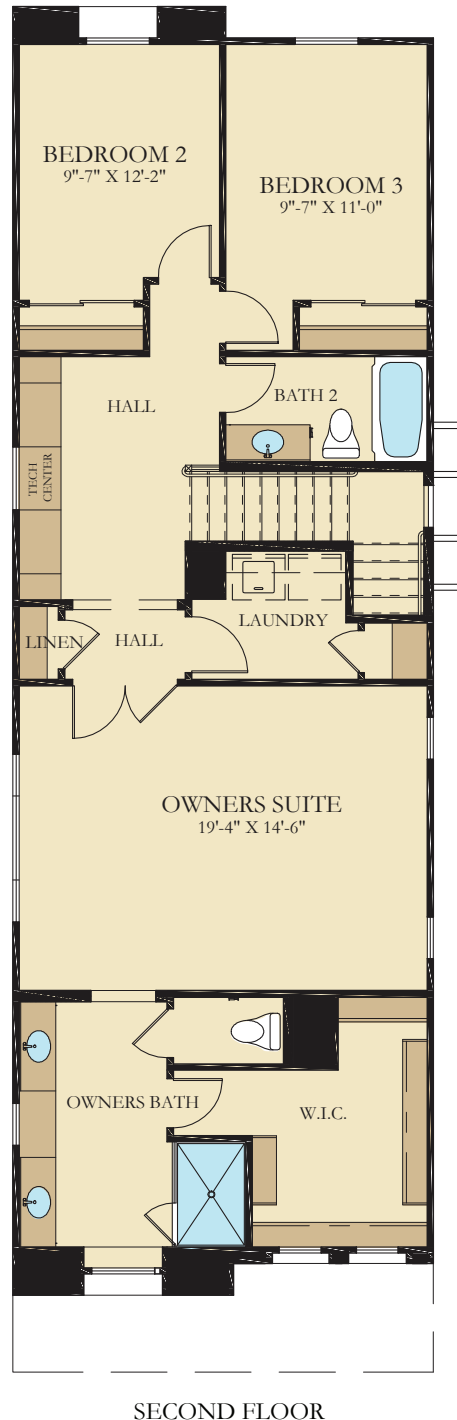 BEDROOM 2
9"-7" X 12'-2"
BEDROOM 3
9"-7" X 11'-0"
HALL
BATH 2
TECH
CENTER
LINEN
HALL
LAUNDRY
OWNERS SUITE
19'-4" X 14'-6"
OWNERS BATH
W.I.C.
SECOND FLOOR